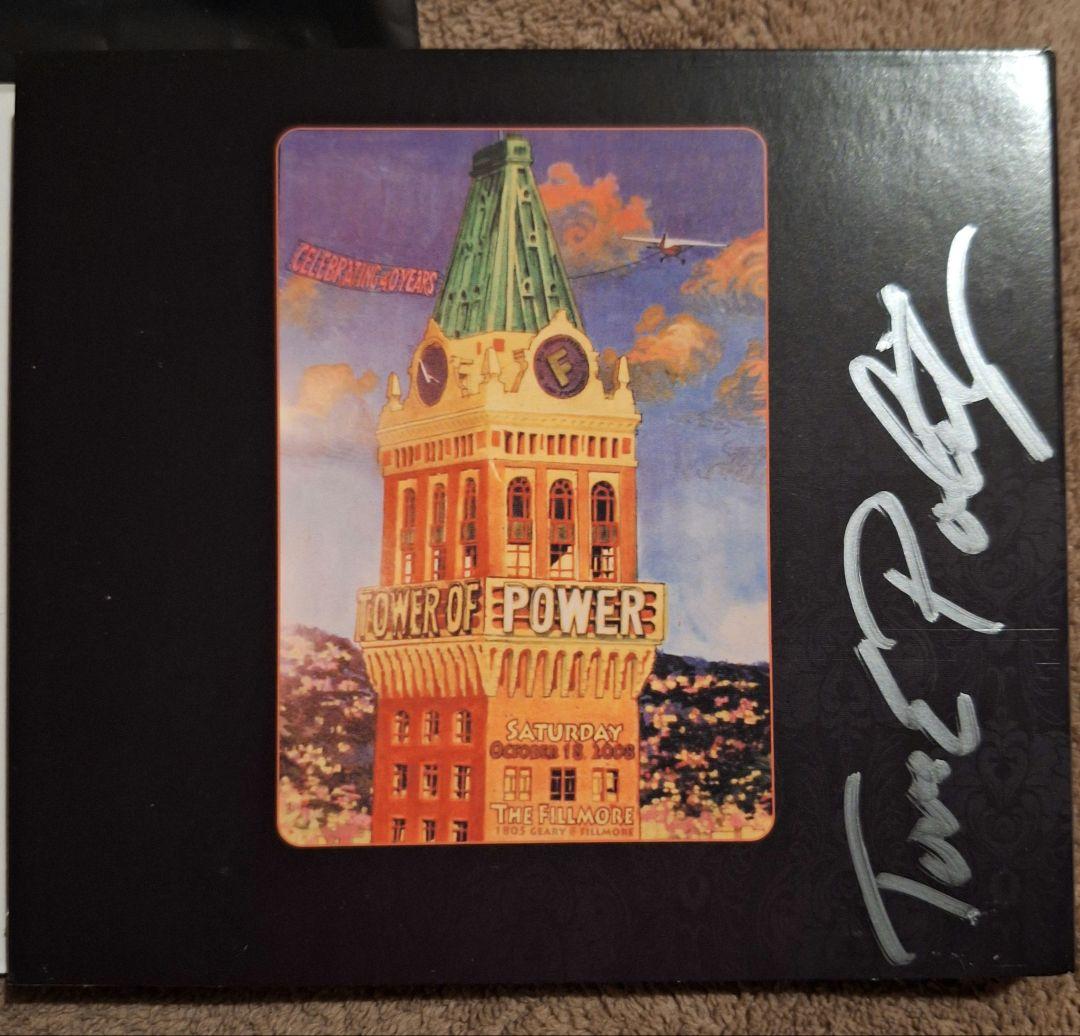 CELEBRATING 40 YEARS
F
TOWER OF POWER
SATURDAY
OCTOBER 18, 2008
THE FILLMORE
1805 GEARY @ FILLMORE